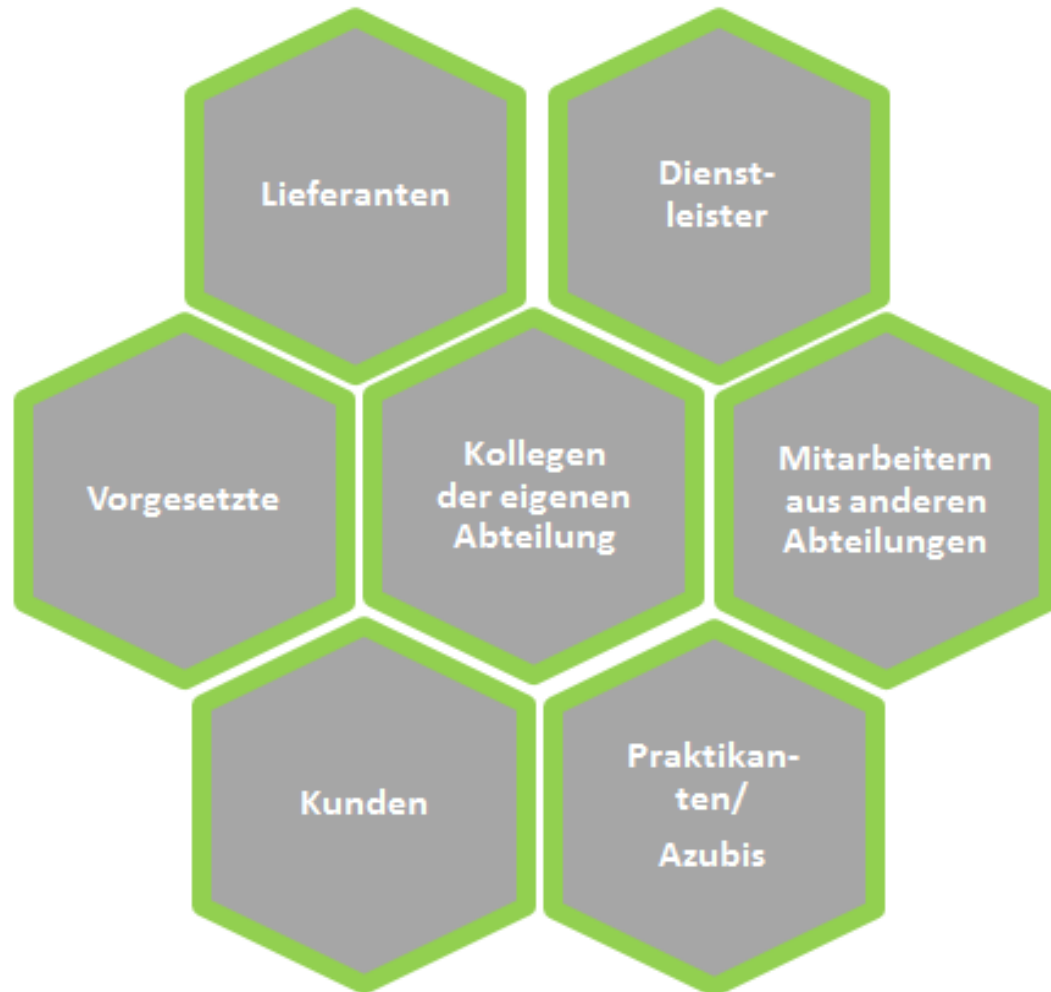 Lieferanten
Dienst-
leister
Vorgesetzte
Kollegen
der eigenen
Abteilung
Mitarbeitern
aus anderen
Abteilungen
Kunden
Praktikan-
ten/
Azubis